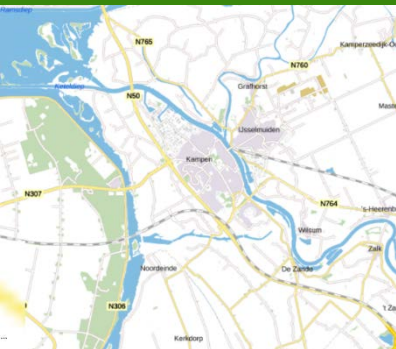 Ramsdiep
N765
Kamperzeedijk-O
N760
Keteldiep
Grafhorst
N50
Maste
IJsselmuiden
Kampen
N307
N764
's-Heerenb
Wilsum
Zalk
Noordeinde
De Zande
N306
't Za
Kerkdorp
...